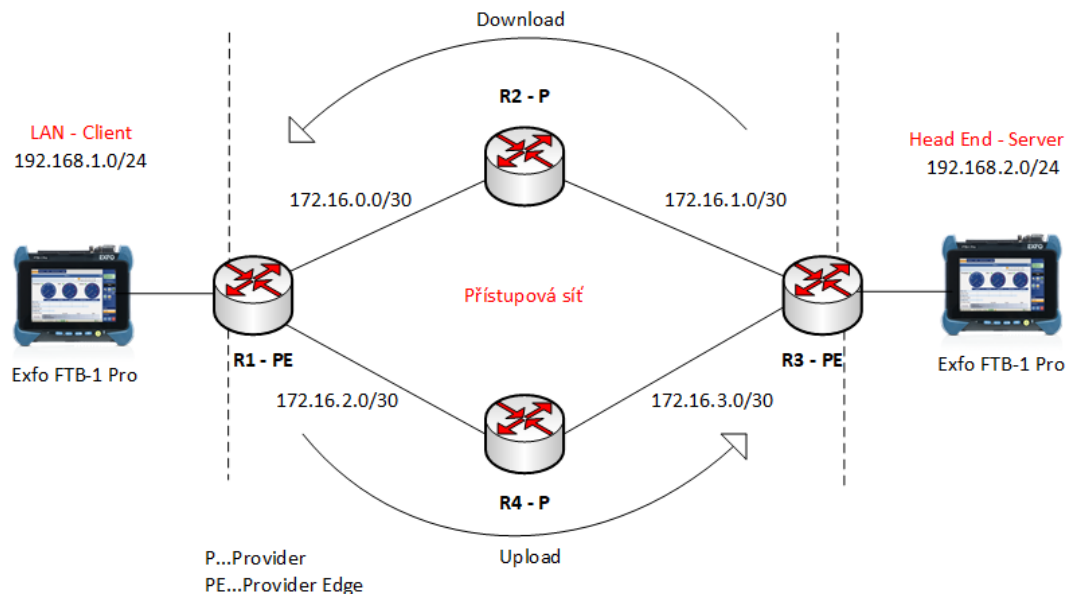 Download
R2 - P
LAN - Client
192.168.1.0/24
Head End - Server
192.168.2.0/24
172.16.0.0/30
172.16.1.0/30
EXFO
EXFO
Přístupová síť
R1 - PE
R3 - PE
Exfo FTB-1 Pro
Exfo FTB-1 Pro
172.16.2.0/30
172.16.3.0/30
R4 - P
Upload
P...Provider
PE...Provider Edge